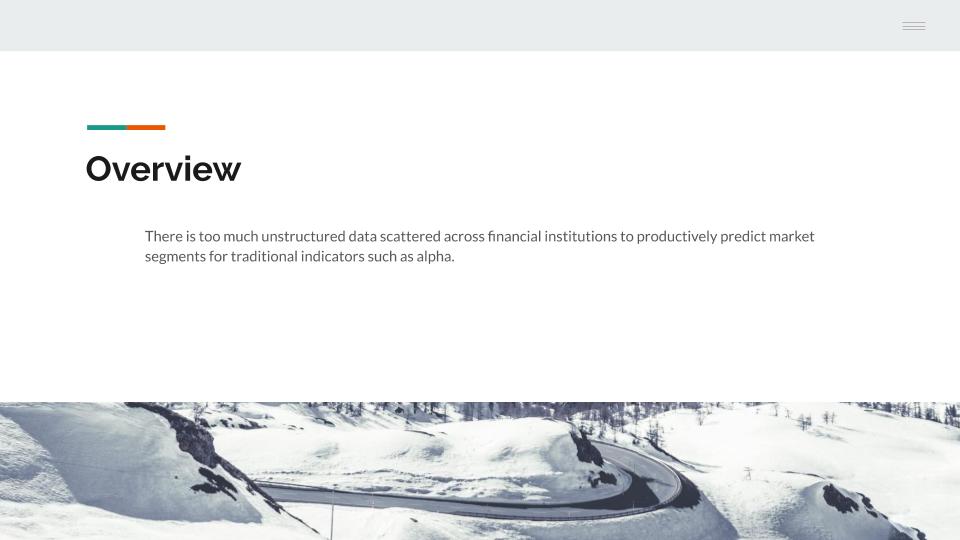 Overview
There is too much unstructured data scattered across financial institutions to productively predict market
segments for traditional indicators such as alpha.